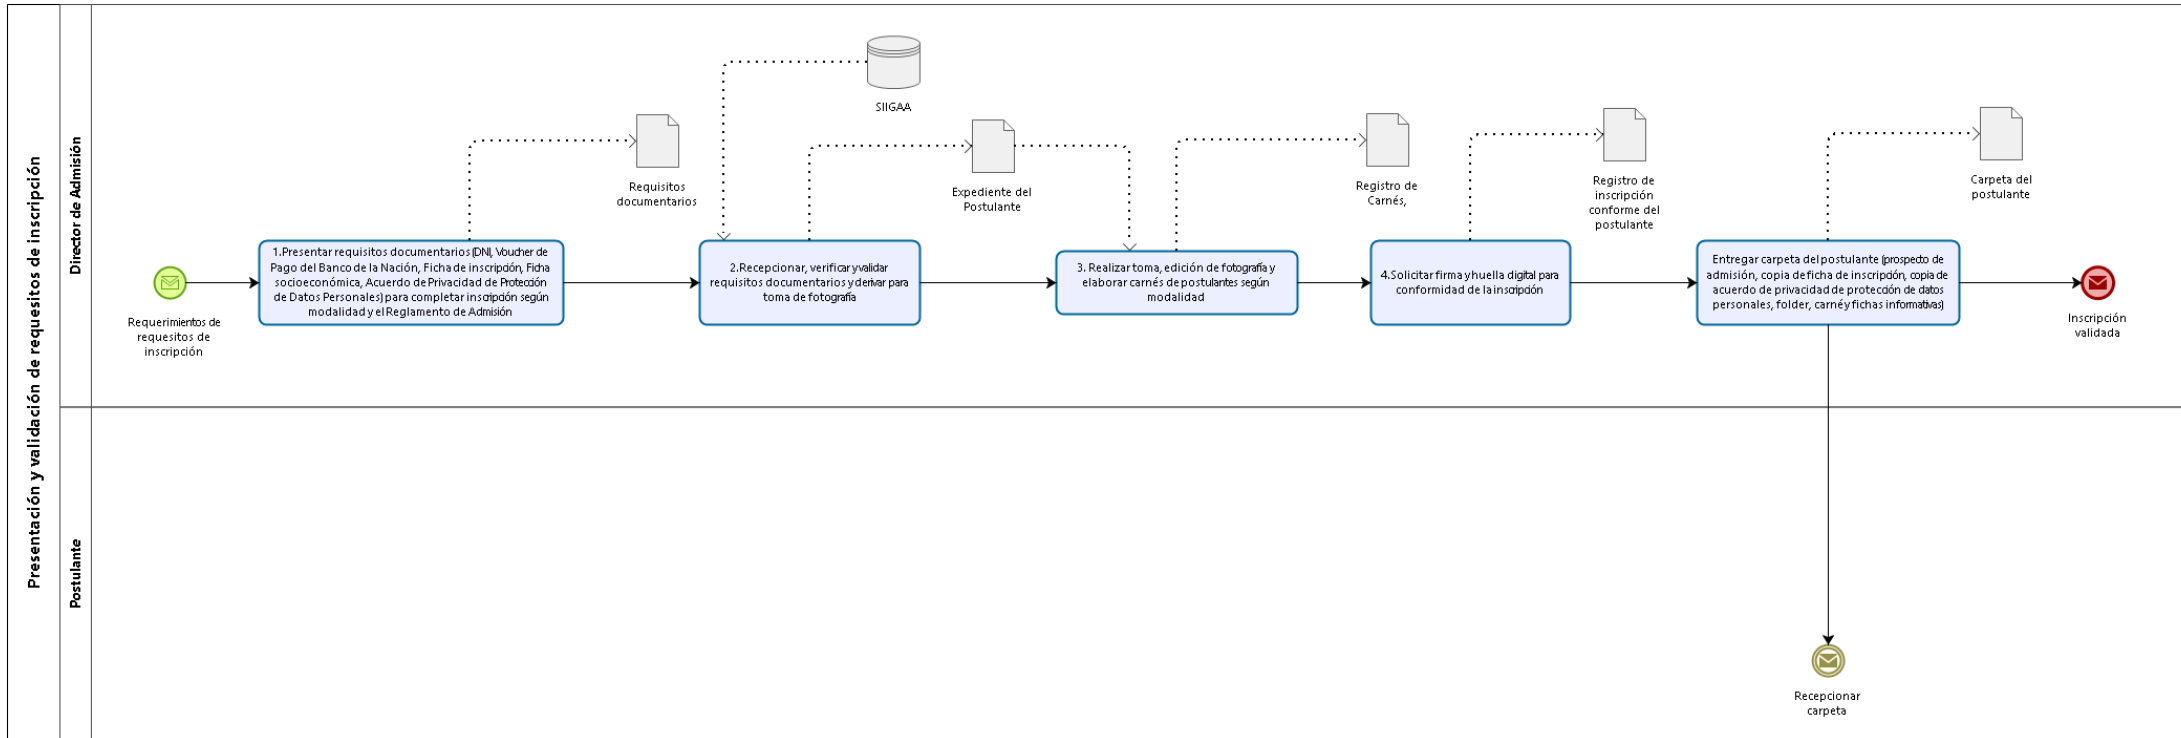 Presentación y validación de requesitos de inscripción
Director de Admisión
Postulante
Requerimientos de
requesitos de
inscripción
1.Presentar requisitos documentarios (DNI, Voucher de
Pago del Banco de la Nación, Ficha de inscripción, Ficha
socioeconómica, Acuerdo de Privacidad de Protección
de Datos Personales) para completar inscripción según
modalidad y el Reglamento de Admisión
Requisitos
documentarios
SIIGAA
2.Recepcionar, verificar y validar
requisitos documentarios y derivar para
toma de fotografía
Expediente del
Postulante
3. Realizar toma, edición de fotografía y
elaborar carnés de postulantes según
modalidad
Registro de
Carnés,
4.Solicitar firma y huella digital para
conformidad de la inscripción
Registro de
inscripción
conforme del
postulante
Entregar carpeta del postulante (prospecto de
admisión, copia de ficha de inscripción, copia de
acuerdo de privacidad de protección de datos
personales, folder, carné y fichas informativas)
Carpeta del
postulante
Inscripción
validada
Recepcionar
carpeta